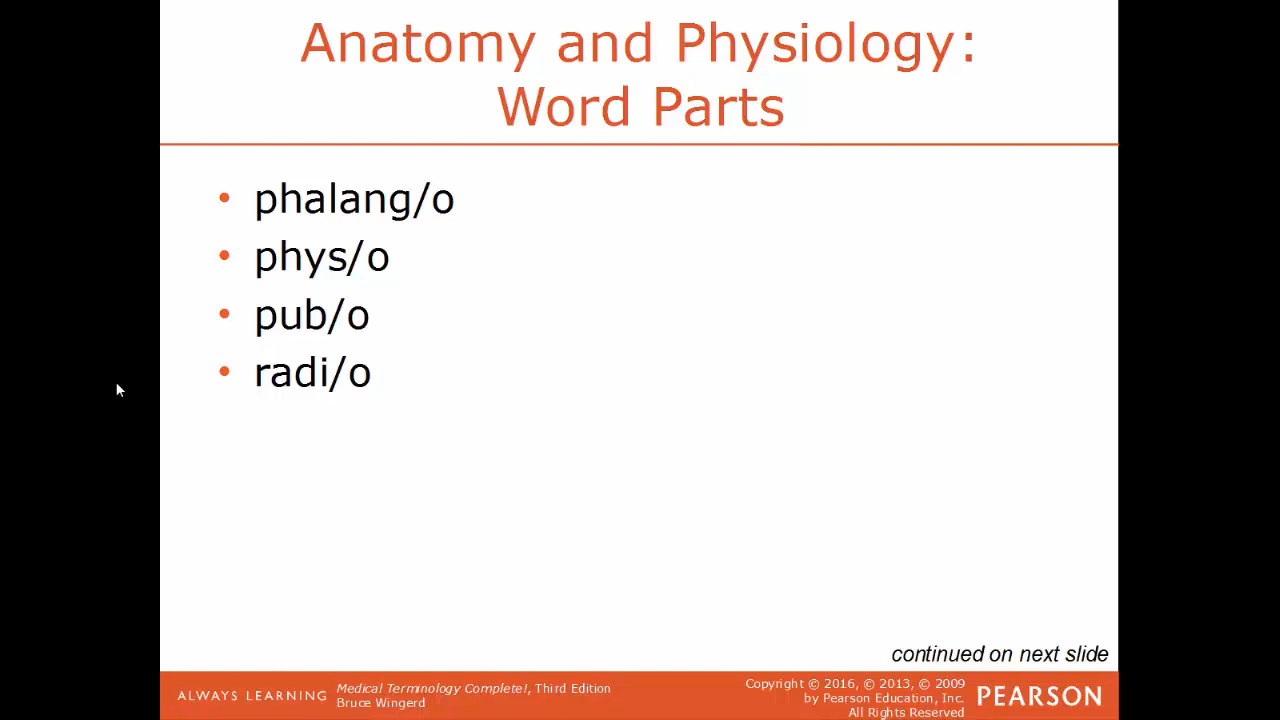 Anatomy and Physiology:
Word Parts
• phalang/o
• phys/o
• pub/o
• radi/o
continued on next slide
ALWAYS LEARNING
Medical Terminology Complete!, Third Edition
Bruce Wingerd
Copyright © 2016, © 2013, © 2009
by Pearson Education, Inc.
All Rights Reserved
PEARSON